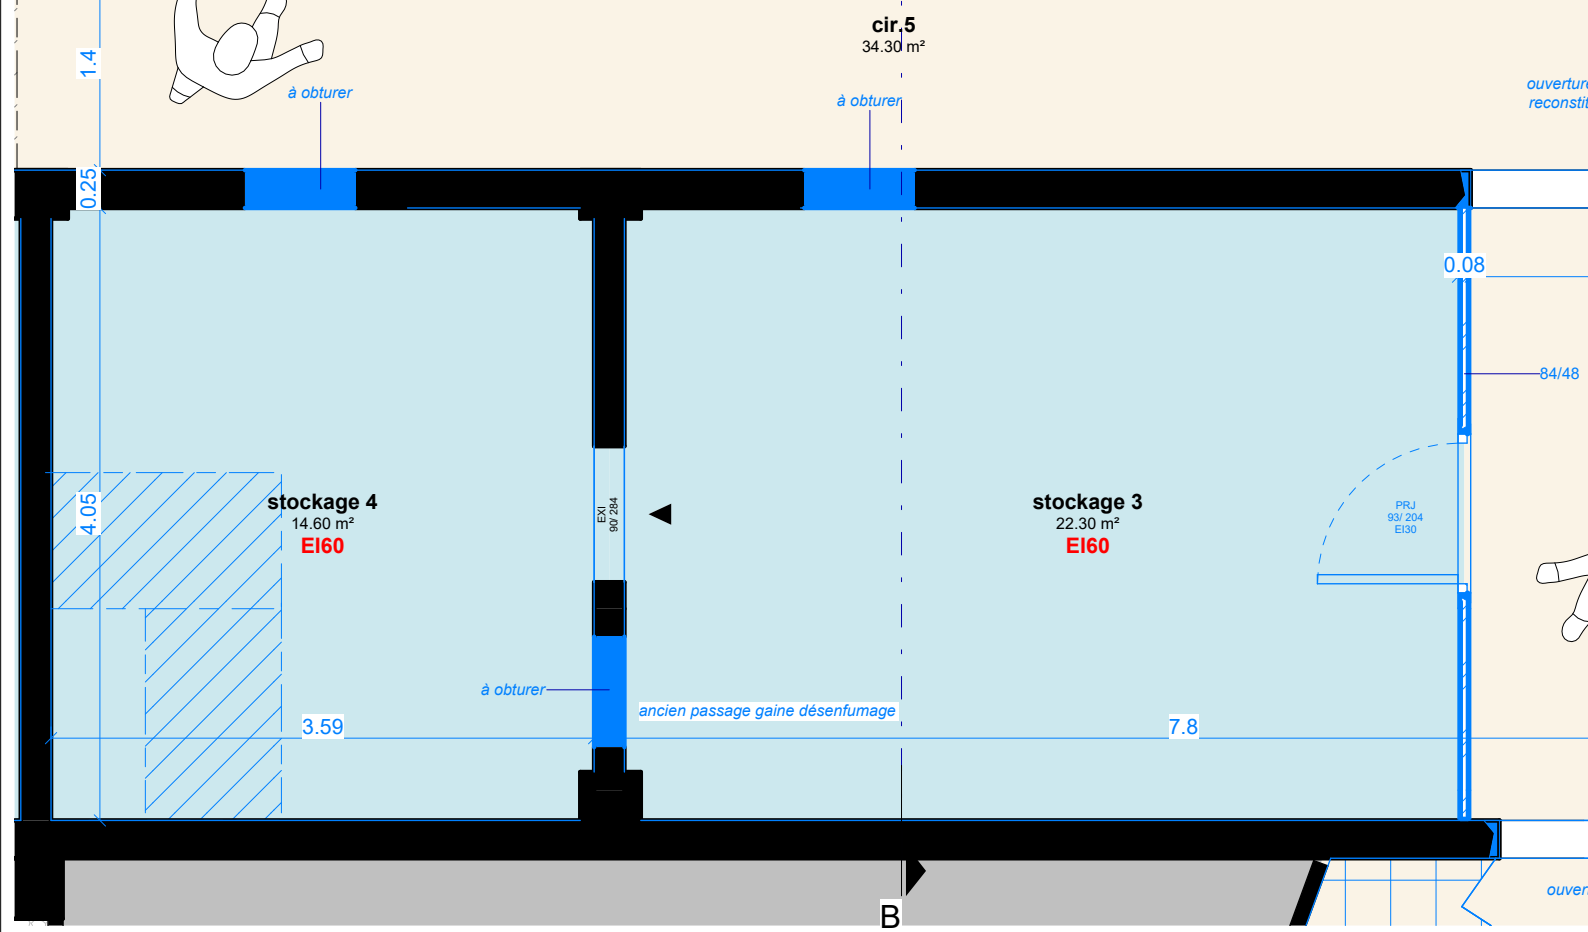 cir.5
34.30 m²
1.4
à obturer
à obturer
ouverture
reconstit
0.25
0.08
84/48
stockage 4
14.60 m²
EI60
4.05
EXI
90/ 284
stockage 3
22.30 m²
EI60
PRJ
93/ 204
EI30
à obturer
ancien passage gaine désenfumage
3.59
7.8
ouver
B